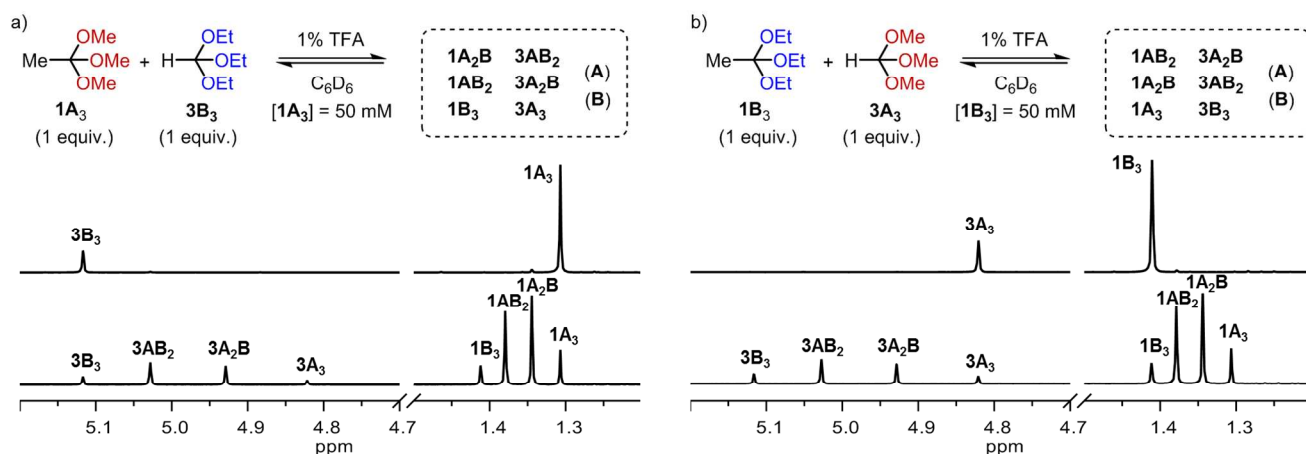 a)
OMe
Me OMe
OMe
1A₃
(1 equiv.)
+
OEt
H OEt
OEt
3B₃
(1 equiv.)
1% TFA
C₆D₆
[1A₃] = 50 mM
1A₂B 3AB₂
1AB₂ 3A₂B
1B₃ 3A₃
(A)
(B)
3B₃
1A₃
3B₃
3AB₂
3A₂B
3A₃
1B₃
1AB₂
1A₂B
1A₃
5.1 5.0 4.9 4.8 4.7 1.4 1.3
ppm
b)
OEt
Me OEt
OEt
1B₃
(1 equiv.)
+
OMe
H OMe
OMe
3A₃
(1 equiv.)
1% TFA
C₆D₆
[1B₃] = 50 mM
1AB₂ 3A₂B
1A₂B 3AB₂
1A₃ 3B₃
(A)
(B)
3A₃
1B₃
3B₃
3AB₂
3A₂B
3A₃
1B₃
1AB₂
1A₂B
1A₃
5.1 5.0 4.9 4.8 4.7 1.4 1.3
ppm